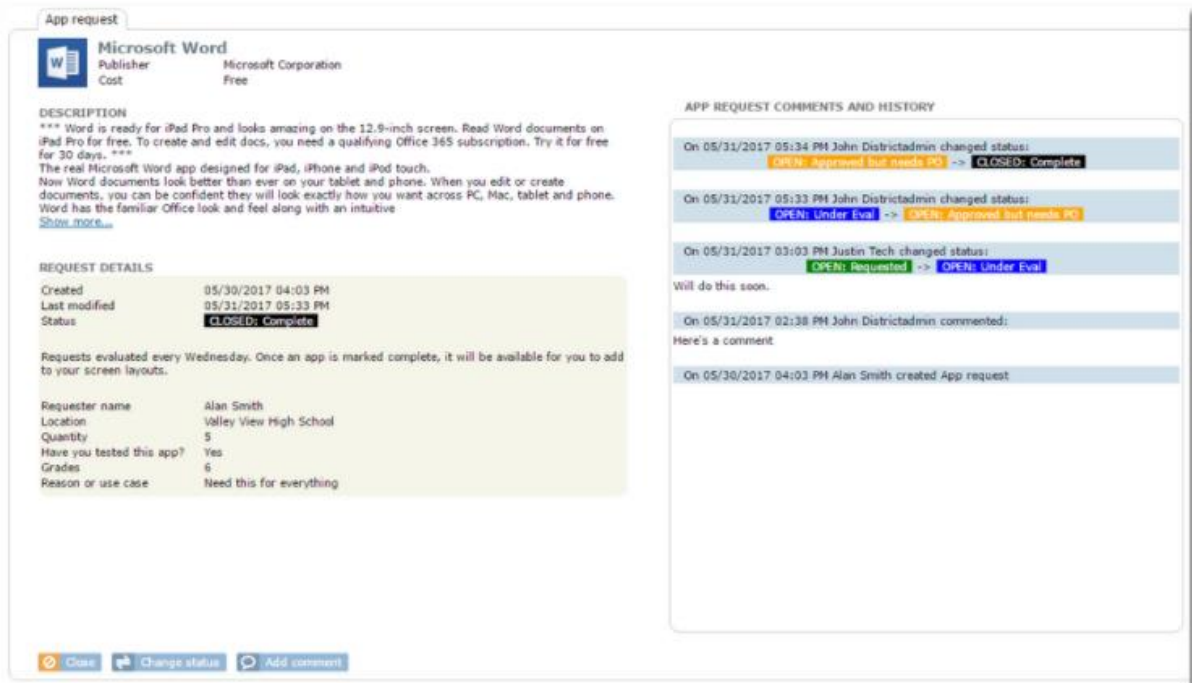 App request
Microsoft Word
Publisher Microsoft Corporation
Cost Free
DESCRIPTION
*** Word is ready for iPad Pro and looks amazing on the 12.9-inch screen. Read Word documents on
iPad Pro for free. To create and edit docs, you need a qualifying Office 365 subscription. Try it for free
for 30 days. ***
The real Microsoft Word app designed for iPad, iPhone and iPod touch.
Now Word documents look better than ever on your tablet and phone. When you edit or create
documents, you can be confident they will look exactly how you want across PC, Mac, tablet and phone.
Word has the familiar Office look and feel along with an intuitive
Show more...
REQUEST DETAILS
Created 05/30/2017 04:03 PM
Last modified 05/31/2017 05:33 PM
Status CLOSED: Complete
Requests evaluated every Wednesday. Once an app is marked complete, it will be available for you to add
to your screen layouts.
Requester name Alan Smith
Location Valley View High School
Quantity 5
Have you tested this app? Yes
Grades 6
Reason or use case Need this for everything
APP REQUEST COMMENTS AND HISTORY
On 05/31/2017 05:34 PM John Districtadmin changed status:
OPEN: Approved but needs PO -> CLOSED: Complete
On 05/31/2017 05:33 PM John Districtadmin changed status:
OPEN: Under Eval -> OPEN: Approved but needs PO
On 05/31/2017 03:03 PM Justin Tech changed status:
OPEN: Requested -> OPEN: Under Eval
Will do this soon.
On 05/31/2017 02:38 PM John Districtadmin commented:
Here's a comment
On 05/30/2017 04:03 PM Alan Smith created App request
Close Change status Add comment